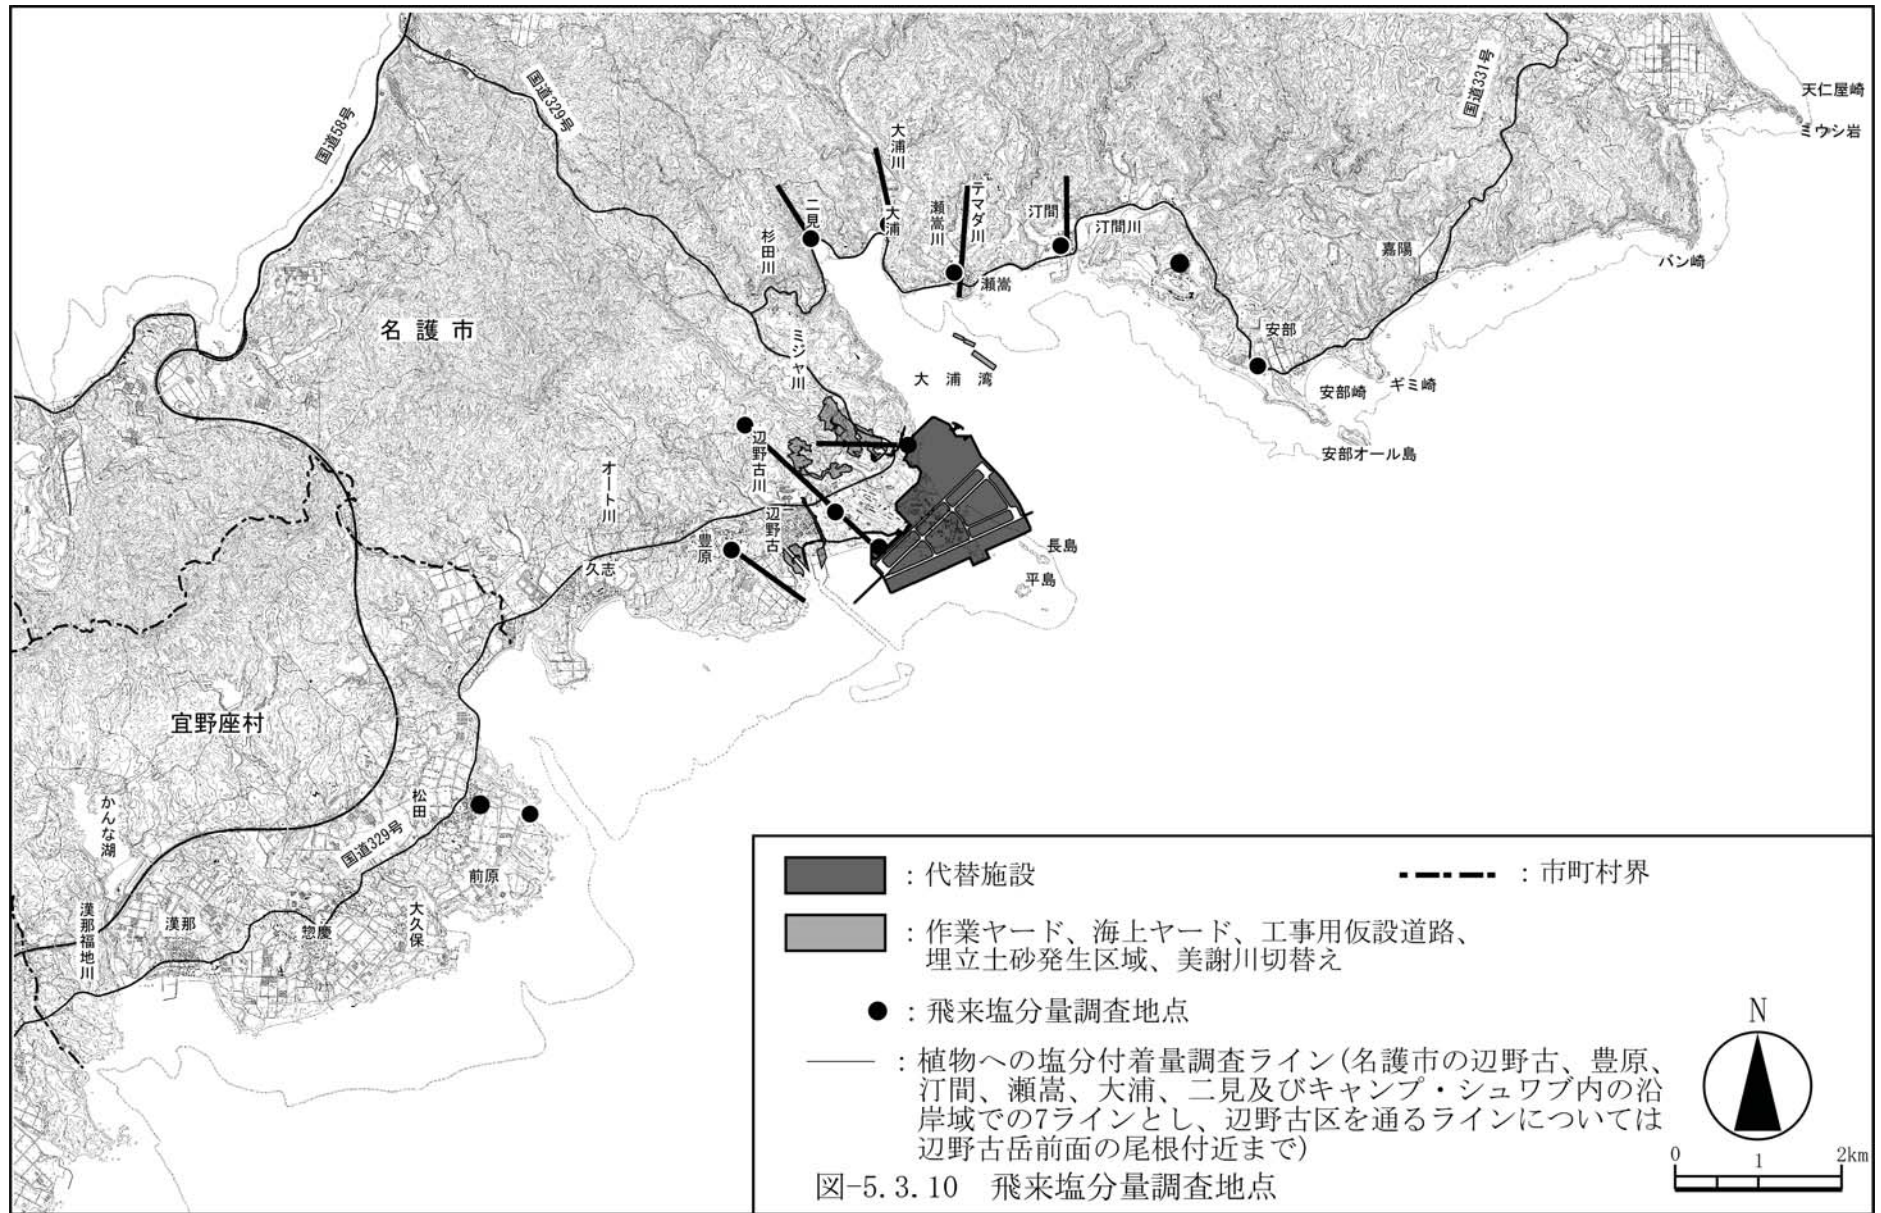 国道58号
国道329号
国道331号
天仁屋崎
ミウシ岩
バン崎
嘉陽
汀間川
汀間
テマダ川
瀬嵩川
瀬嵩
大浦川
大浦
二見
杉田川
名護市
ミジャ川
大浦湾
安部
安部崎
ギミ崎
安部オール島
辺野古川
辺野古
オート川
豊原
久志
長島
平島
宜野座村
かんな湖
松田
国道329号
前原
大久保
惣慶
漢那
漢那福地川
：代替施設
：市町村界
：作業ヤード、海上ヤード、工事用仮設道路、
埋立土砂発生区域、美謝川切替え
：飛来塩分量調査地点
：植物への塩分付着量調査ライン(名護市の辺野古、豊原、
汀間、瀬嵩、大浦、二見及びキャンプ・シュワブ内の沿
岸域での7ラインとし、辺野古区を通るラインについては
辺野古岳前面の尾根付近まで)
N
0 1 2km
図-5.3.10 飛来塩分量調査地点